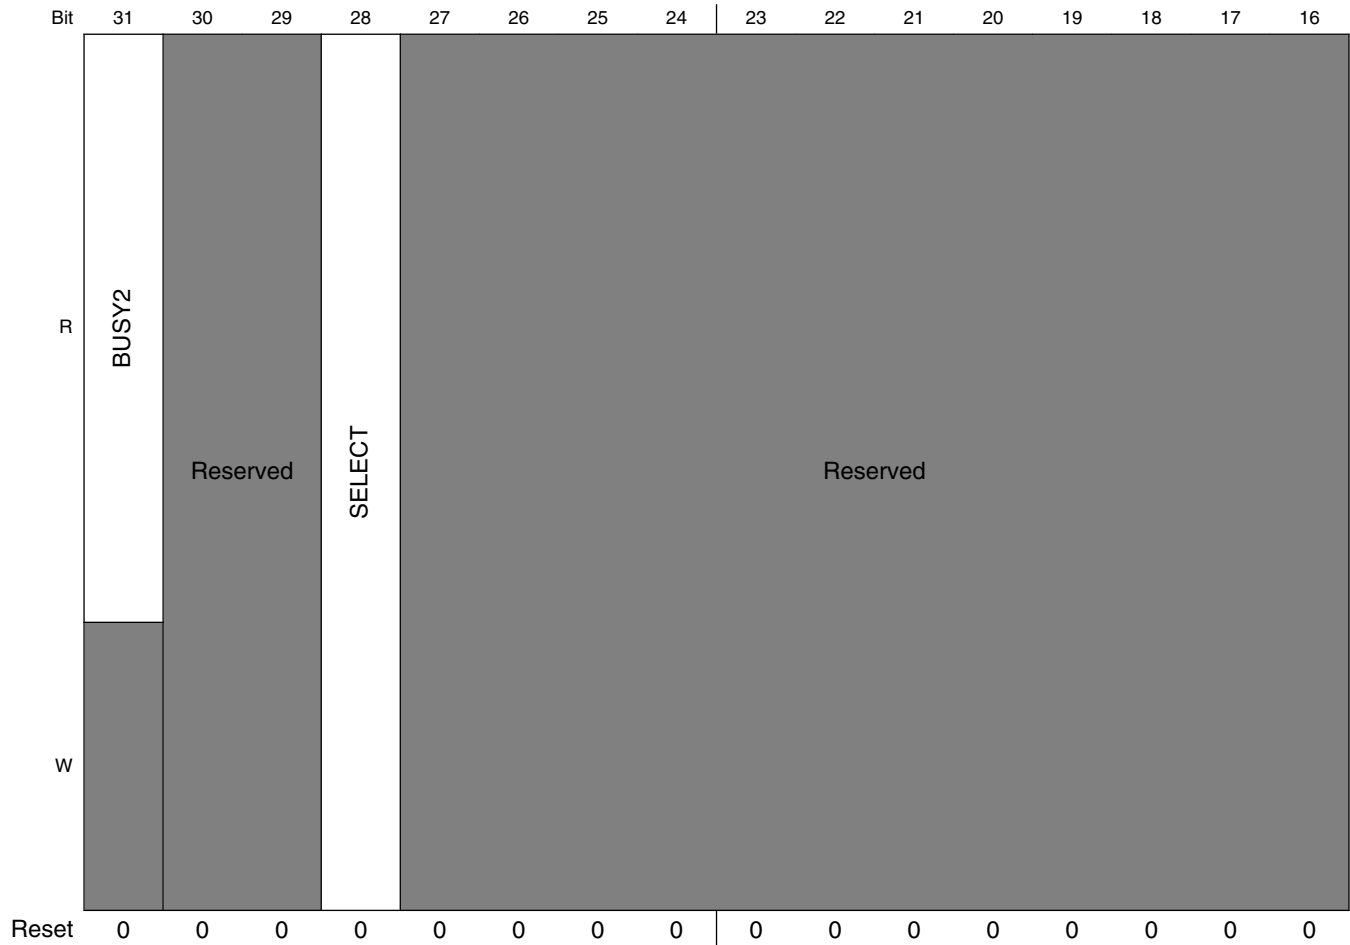 Bit 31 30 29 28 27 26 25 24 23 22 21 20 19 18 17 16
R
BUSY2
Reserved
SELECT
Reserved
W
Reset 0 0 0 0 0 0 0 0 0 0 0 0 0 0 0 0